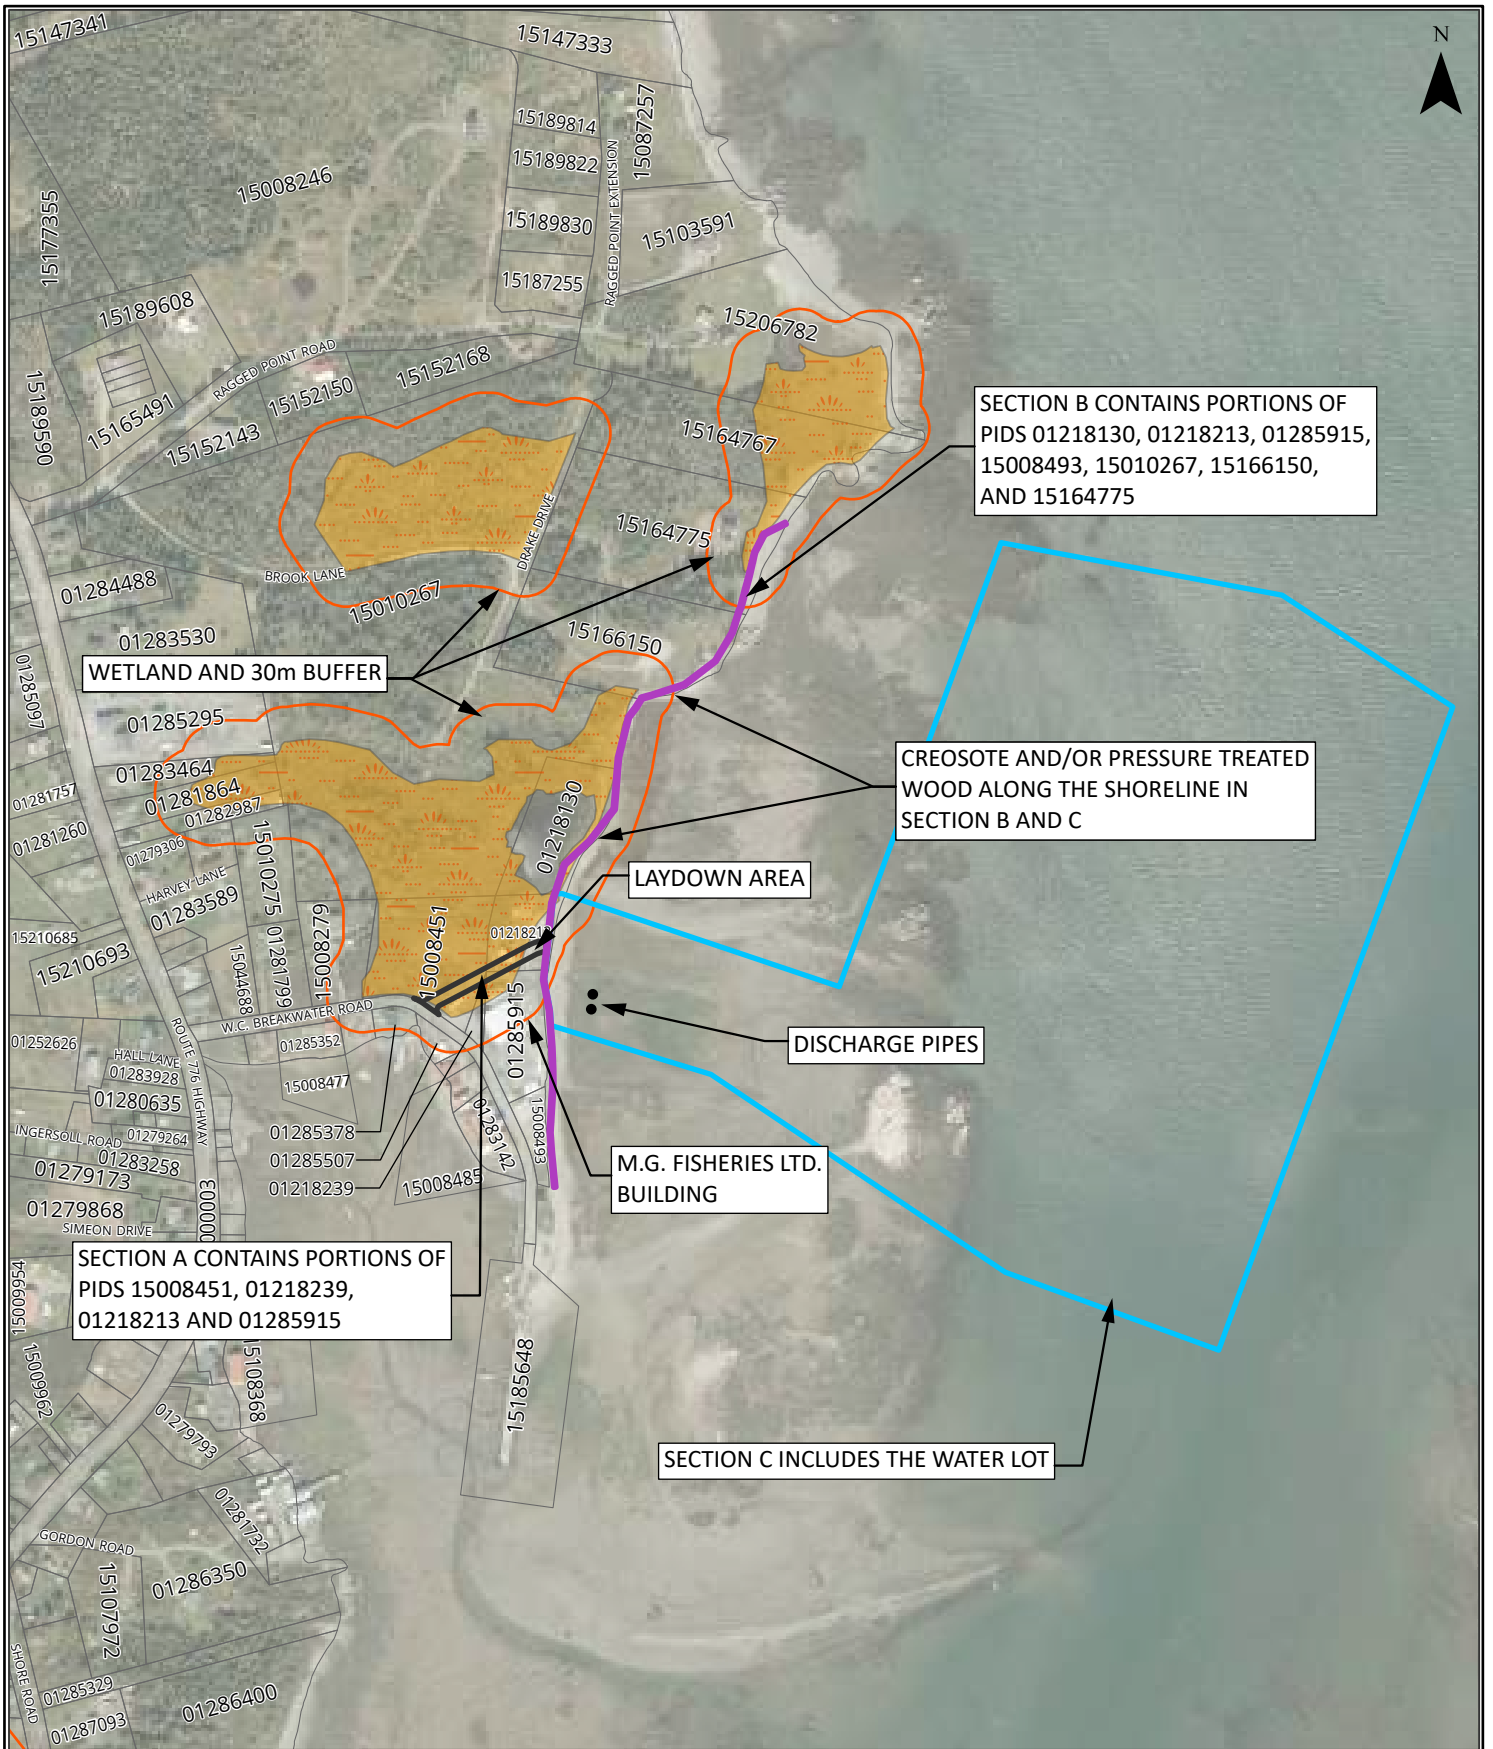 N
15147341
15147333
15189814
15087257
15189822
15008246
15177355
RAGGED POINT EXTENSION
15189830
15103591
15187255
15189608
15206782
RAGGED POINT ROAD
15152168
15152150
15189590
15165491
15152143
15164767
SECTION B CONTAINS PORTIONS OF
PIDS 01218130, 01218213, 01285915,
15008493, 15010267, 15166150,
AND 15164775
15164775
DRAKE DRIVE
BROOK LANE
01284488
15010267
01283530
15166150
WETLAND AND 30m BUFFER
01285097
01285295
01283464
01281757
01281864
01282987
CREOSOTE AND/OR PRESSURE TREATED
WOOD ALONG THE SHORELINE IN
SECTION B AND C
01281260
01279306
15010275
01218130
LAYDOWN AREA
HARVEY LANE
01283589
15210685
15210693
15044688
01281799
15008279
15008451
0121821
W.C. BREAKWATER ROAD
01285915
DISCHARGE PIPES
01252626
ROUTE 776 HIGHWAY
01285352
HALL LANE
01283928
15008477
01280635
01285378
INGERSOLL ROAD
01279264
01283258
01285507
01283142
15008493
01279173
01218239
15008485
M.G. FISHERIES LTD.
BUILDING
01279868
SIMEON DRIVE
SECTION A CONTAINS PORTIONS OF
PIDS 15008451, 01218239,
01218213 AND 01285915
15009954
15009962
15108368
15185648
01279793
SECTION C INCLUDES THE WATER LOT
01281732
GORDON ROAD
15107972
01286350
SHORE ROAD
01285329
01286400
01287093